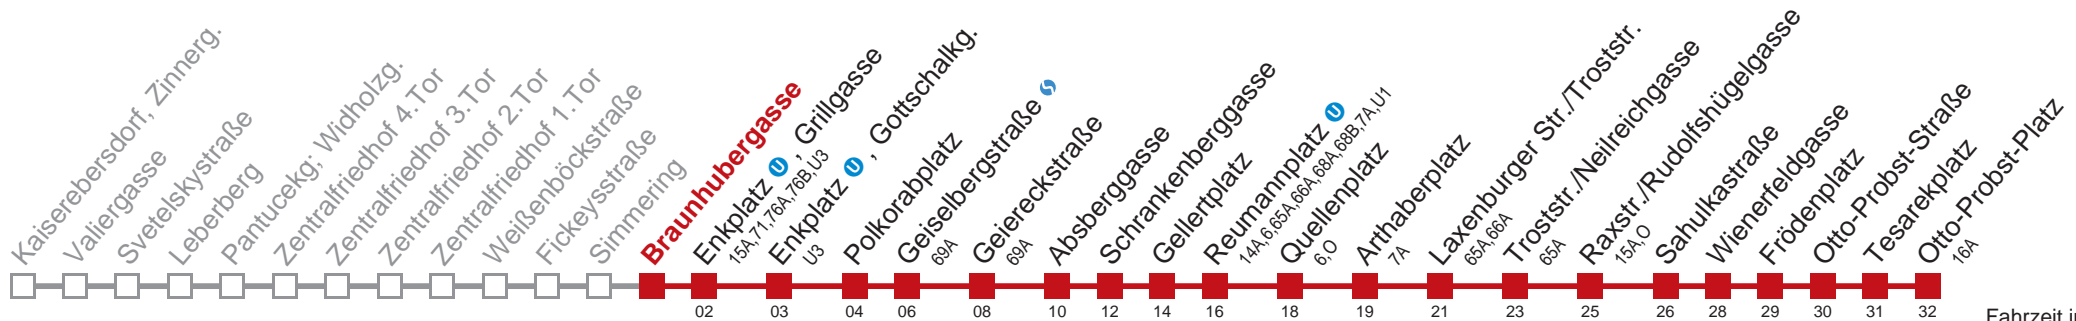 Kaiserebersdorf, Zinnerg.
Valiergasse
Svetelskystraße
Leberberg
Pantucekg; Widholzg.
Zentralfriedhof 4.Tor
Zentralfriedhof 3.Tor
Zentralfriedhof 2.Tor
Zentralfriedhof 1.Tor
Weißenböckstraße
Fickeysstraße
Simmering
Braunhubergasse
Enkplatz U , Grillgasse
15A,71,76A,76B,U3
Enkplatz U , Gottschalkg.
U3
Polkorabplatz
Geiselbergstraße S
69A
Geiereckstraße
69A
Absberggasse
Schrankenberggasse
Gellertplatz
Reumannplatz U
14A,6,65A,66A,68A,68B,7A,U1
Quellenplatz
6,O
Arthaberplatz
7A
Laxenburger Str./Troststr.
65A,66A
Troststr./Neilreichgasse
65A
Raxstr./Rudolfshügelgasse
15A,O
Sahulkastraße
Wienerfeldgasse
Frödenplatz
Otto-Probst-Straße
Tesarekplatz
Otto-Probst-Platz
16A
02 03 04 06 08 10 12 14 16 18 19 21 23 25 26 28 29 30 31 32
Fahrzeit